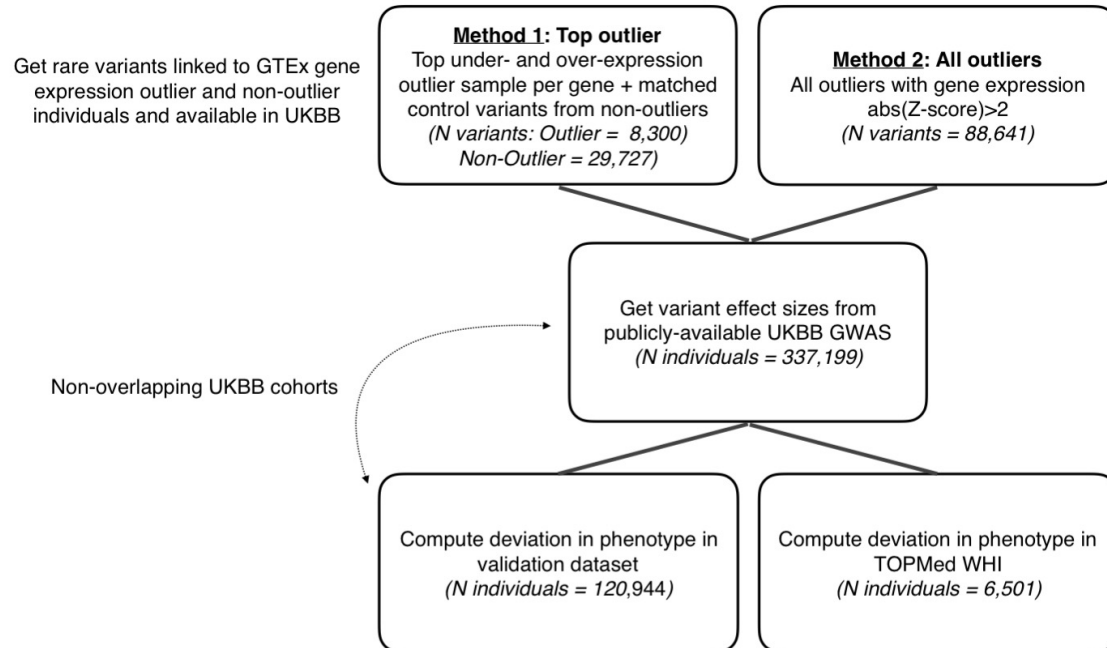 Get rare variants linked to GTEx gene
expression outlier and non-outlier
individuals and available in UKBB
Method 1: Top outlier
Top under- and over-expression
outlier sample per gene + matched
control variants from non-outliers
(N variants: Outlier = 8,300)
Non-Outlier = 29,727)
Method 2: All outliers
All outliers with gene expression
abs(Z-score)>2
(N variants = 88,641)
Get variant effect sizes from
publicly-available UKBB GWAS
(N individuals = 337,199)
Non-overlapping UKBB cohorts
Compute deviation in phenotype in
validation dataset
(N individuals = 120,944)
Compute deviation in phenotype in
TOPMed WHI
(N individuals = 6,501)